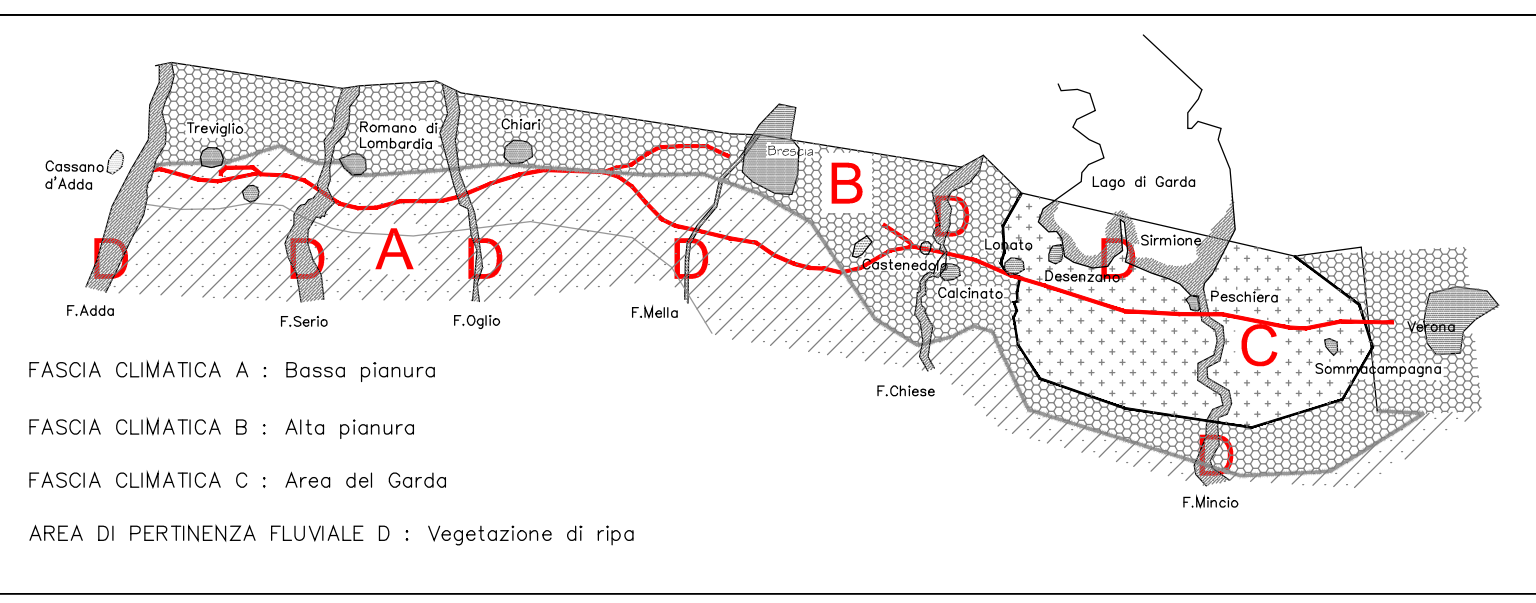 Treviglio
Romano di
Lombardia
Chiari
Brescia
Cassano
d'Adda
B
Lago di Garda
D
Sirmione
Lonato
A
D
D
D
D
D
Castenedolo
Desenzano
Calcinato
Peschiera
F.Adda
F.Serio
F.Oglio
F.Mella
Verona
C
Sommacampagna
F.Chiese
FASCIA CLIMATICA A : Bassa pianura
FASCIA CLIMATICA B : Alta pianura
D
FASCIA CLIMATICA C : Area del Garda
F.Mincio
AREA DI PERTINENZA FLUVIALE D : Vegetazione di ripa